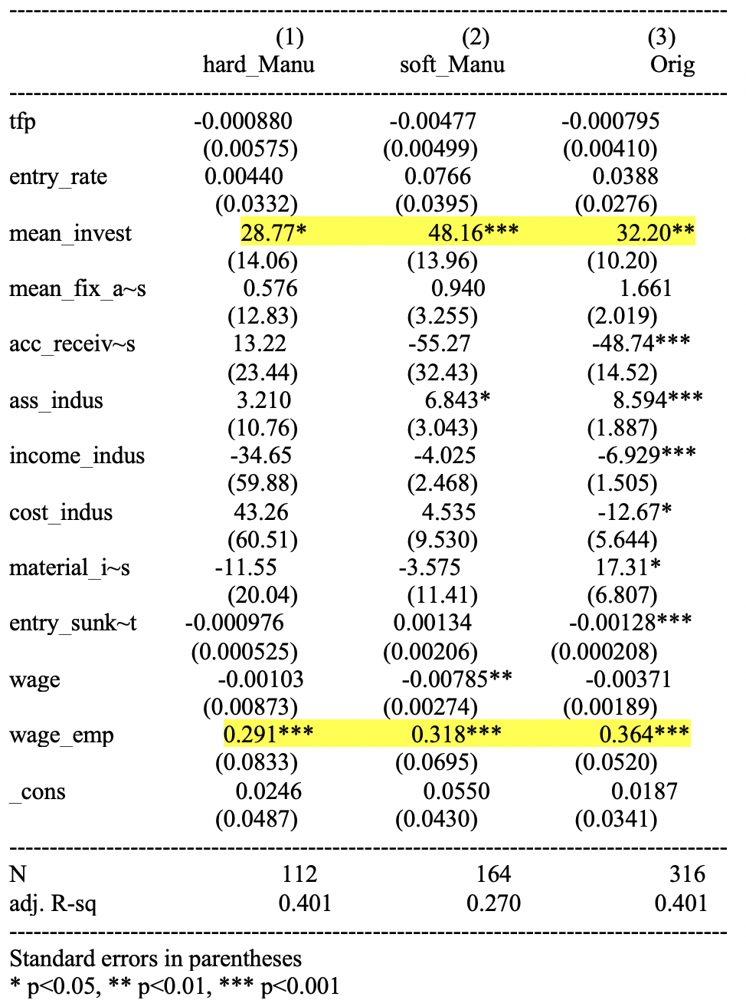 (1) (2) (3)
hard_Manu soft_Manu Orig
tfp -0.000880 -0.00477 -0.000795
(0.00575) (0.00499) (0.00410)
entry_rate 0.00440 0.0766 0.0388
(0.0332) (0.0395) (0.0276)
mean_invest 28.77* 48.16*** 32.20**
(14.06) (13.96) (10.20)
mean_fix_a~s 0.576 0.940 1.661
(12.83) (3.255) (2.019)
acc_receiv~s 13.22 -55.27 -48.74***
(23.44) (32.43) (14.52)
ass_indus 3.210 6.843* 8.594***
(10.76) (3.043) (1.887)
income_indus -34.65 -4.025 -6.929***
(59.88) (2.468) (1.505)
cost_indus 43.26 4.535 -12.67*
(60.51) (9.530) (5.644)
material_i~s -11.55 -3.575 17.31*
(20.04) (11.41) (6.807)
entry_sunk~t -0.000976 0.00134 -0.00128***
(0.000525) (0.00206) (0.000208)
wage -0.00103 -0.00785** -0.00371
(0.00873) (0.00274) (0.00189)
wage_emp 0.291*** 0.318*** 0.364***
(0.0833) (0.0695) (0.0520)
_cons 0.0246 0.0550 0.0187
(0.0487) (0.0430) (0.0341)
N 112 164 316
adj. R-sq 0.401 0.270 0.401
Standard errors in parentheses
* p<0.05, ** p<0.01, *** p<0.001